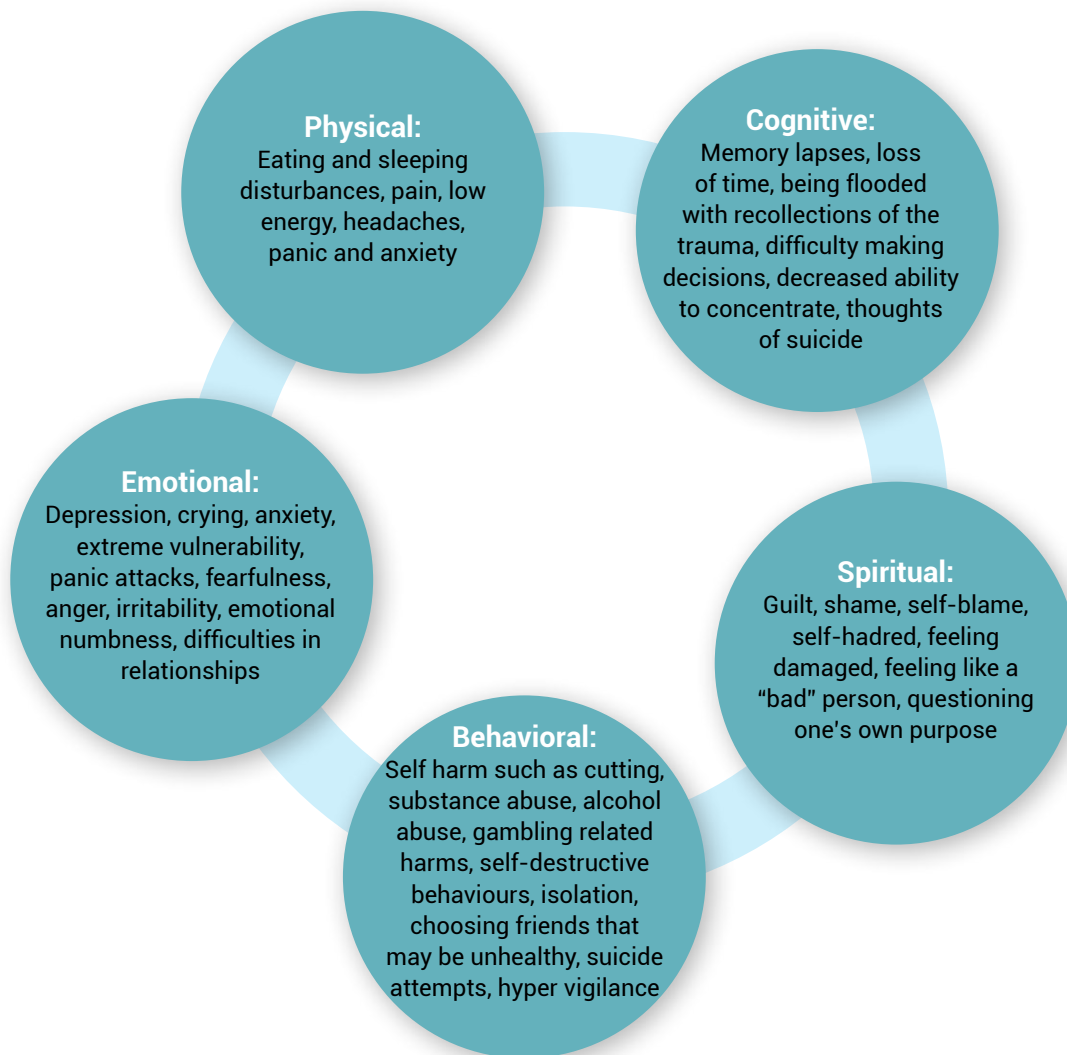 Physical:
Eating and sleeping
disturbances, pain, low
energy, headaches,
panic and anxiety
Cognitive:
Memory lapses, loss
of time, being flooded
with recollections of the
trauma, difficulty making
decisions, decreased ability
to concentrate, thoughts
of suicide
Emotional:
Depression, crying, anxiety,
extreme vulnerability,
panic attacks, fearfulness,
anger, irritability, emotional
numbness, difficulties in
relationships
Spiritual:
Guilt, shame, self-blame,
self-hadred, feeling
damaged, feeling like a
“bad” person, questioning
one's own purpose
Behavioral:
Self harm such as cutting,
substance abuse, alcohol
abuse, gambling related
harms, self-destructive
behaviours, isolation,
choosing friends that
may be unhealthy, suicide
attempts, hyper vigilance